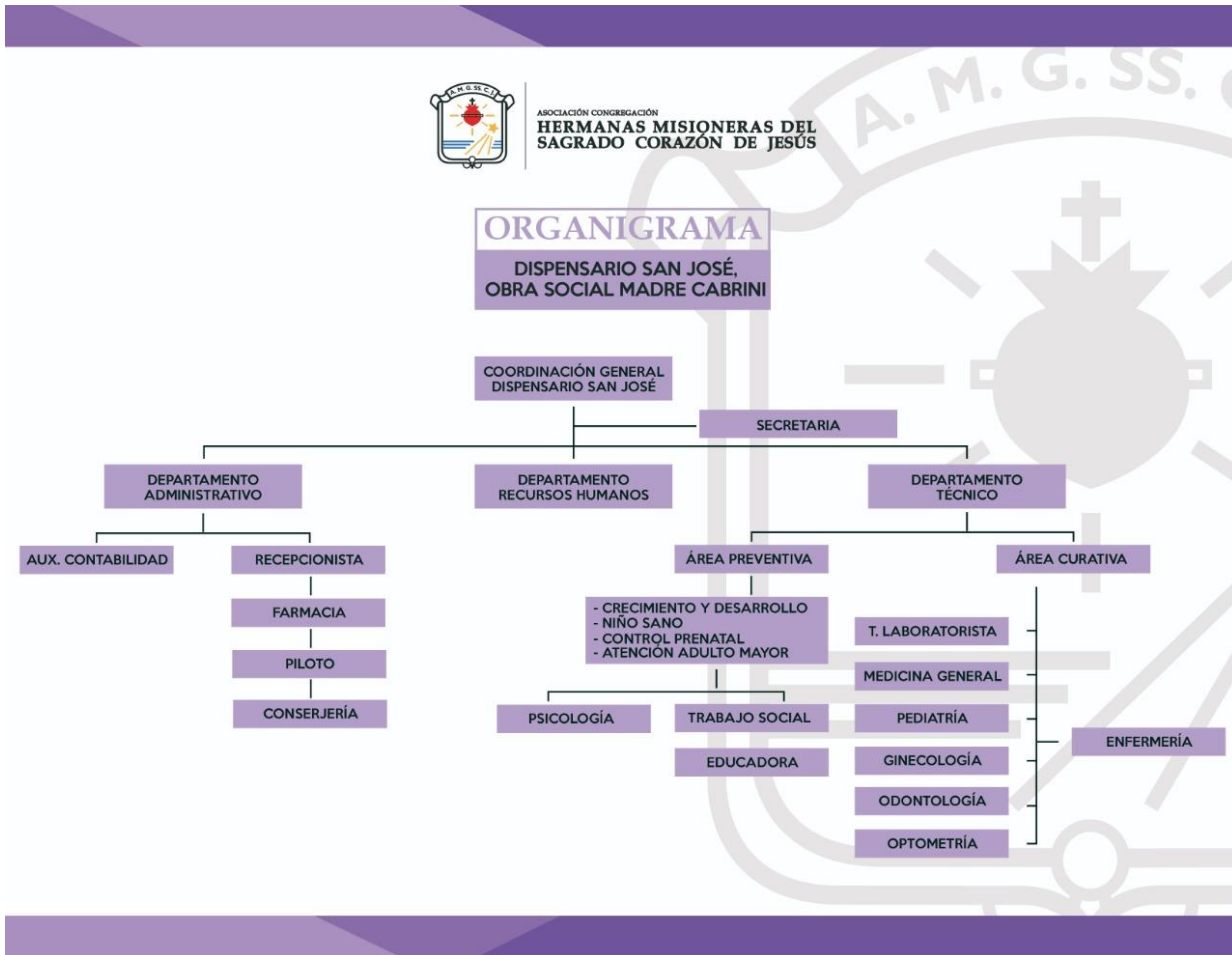 A. M. G. SS. C. J.
ASOCIACIÓN CONGREGACIÓN
HERMANAS MISIONERAS DEL
SAGRADO CORAZÓN DE JESÚS
A. M. G. SS. C
ORGANIGRAMA
DISPENSARIO SAN JOSÉ,
OBRA SOCIAL MADRE CABRINI
COORDINACIÓN GENERAL
DISPENSARIO SAN JOSÉ
SECRETARIA
DEPARTAMENTO
ADMINISTRATIVO
DEPARTAMENTO
RECURSOS HUMANOS
DEPARTAMENTO
TÉCNICO
AUX. CONTABILIDAD
RECEPCIONISTA
FARMACIA
PILOTO
CONSERJERÍA
ÁREA PREVENTIVA
- CRECIMIENTO Y DESARROLLO
- NIÑO SANO
- CONTROL PRENATAL
- ATENCIÓN ADULTO MAYOR
PSICOLOGÍA
TRABAJO SOCIAL
EDUCADORA
ÁREA CURATIVA
T. LABORATORISTA
MEDICINA GENERAL
PEDIATRÍA
GINECOLOGÍA
ODONTOLOGÍA
OPTOMETRÍA
ENFERMERÍA